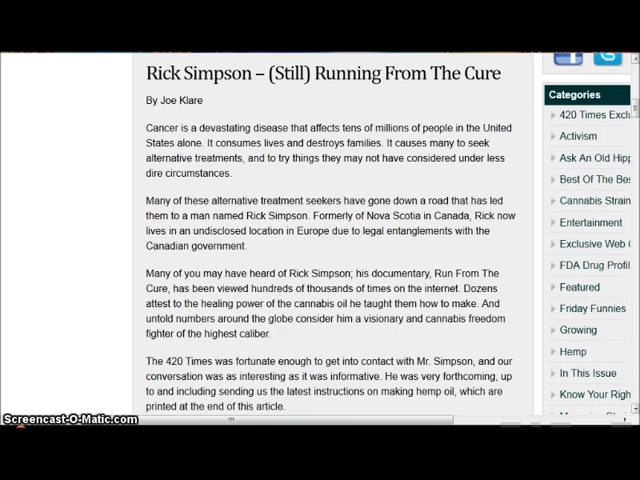 Rick Simpson – (Still) Running From The Cure
By Joe Klare
Cancer is a devastating disease that affects tens of millions of people in the United
States alone. It consumes lives and destroys families. It causes many to seek
alternative treatments, and to try things they may not have considered under less
dire circumstances.
Many of these alternative treatment seekers have gone down a road that has led
them to a man named Rick Simpson. Formerly of Nova Scotia in Canada, Rick now
lives in an undisclosed location in Europe due to legal entanglements with the
Canadian government.
Many of you may have heard of Rick Simpson; his documentary, Run From The
Cure, has been viewed hundreds of thousands of times on the internet. Dozens
attest to the healing power of the cannabis oil he taught them how to make. And
untold numbers around the globe consider him a visionary and cannabis freedom
fighter of the highest caliber.
The 420 Times was fortunate enough to get into contact with Mr. Simpson, and our
conversation was as interesting as it was informative. He was very forthcoming, up
to and including sending us the latest instructions on making hemp oil, which are
printed at the end of this article.
Categories
420 Times Exclu
Activism
Ask An Old Hipp
Best Of The Bes
Cannabis Strain
Entertainment
Exclusive Web C
FDA Drug Profil
Featured
Friday Funnies
Growing
Hemp
In This Issue
Know Your Righ
Screencast-O-Matic.com